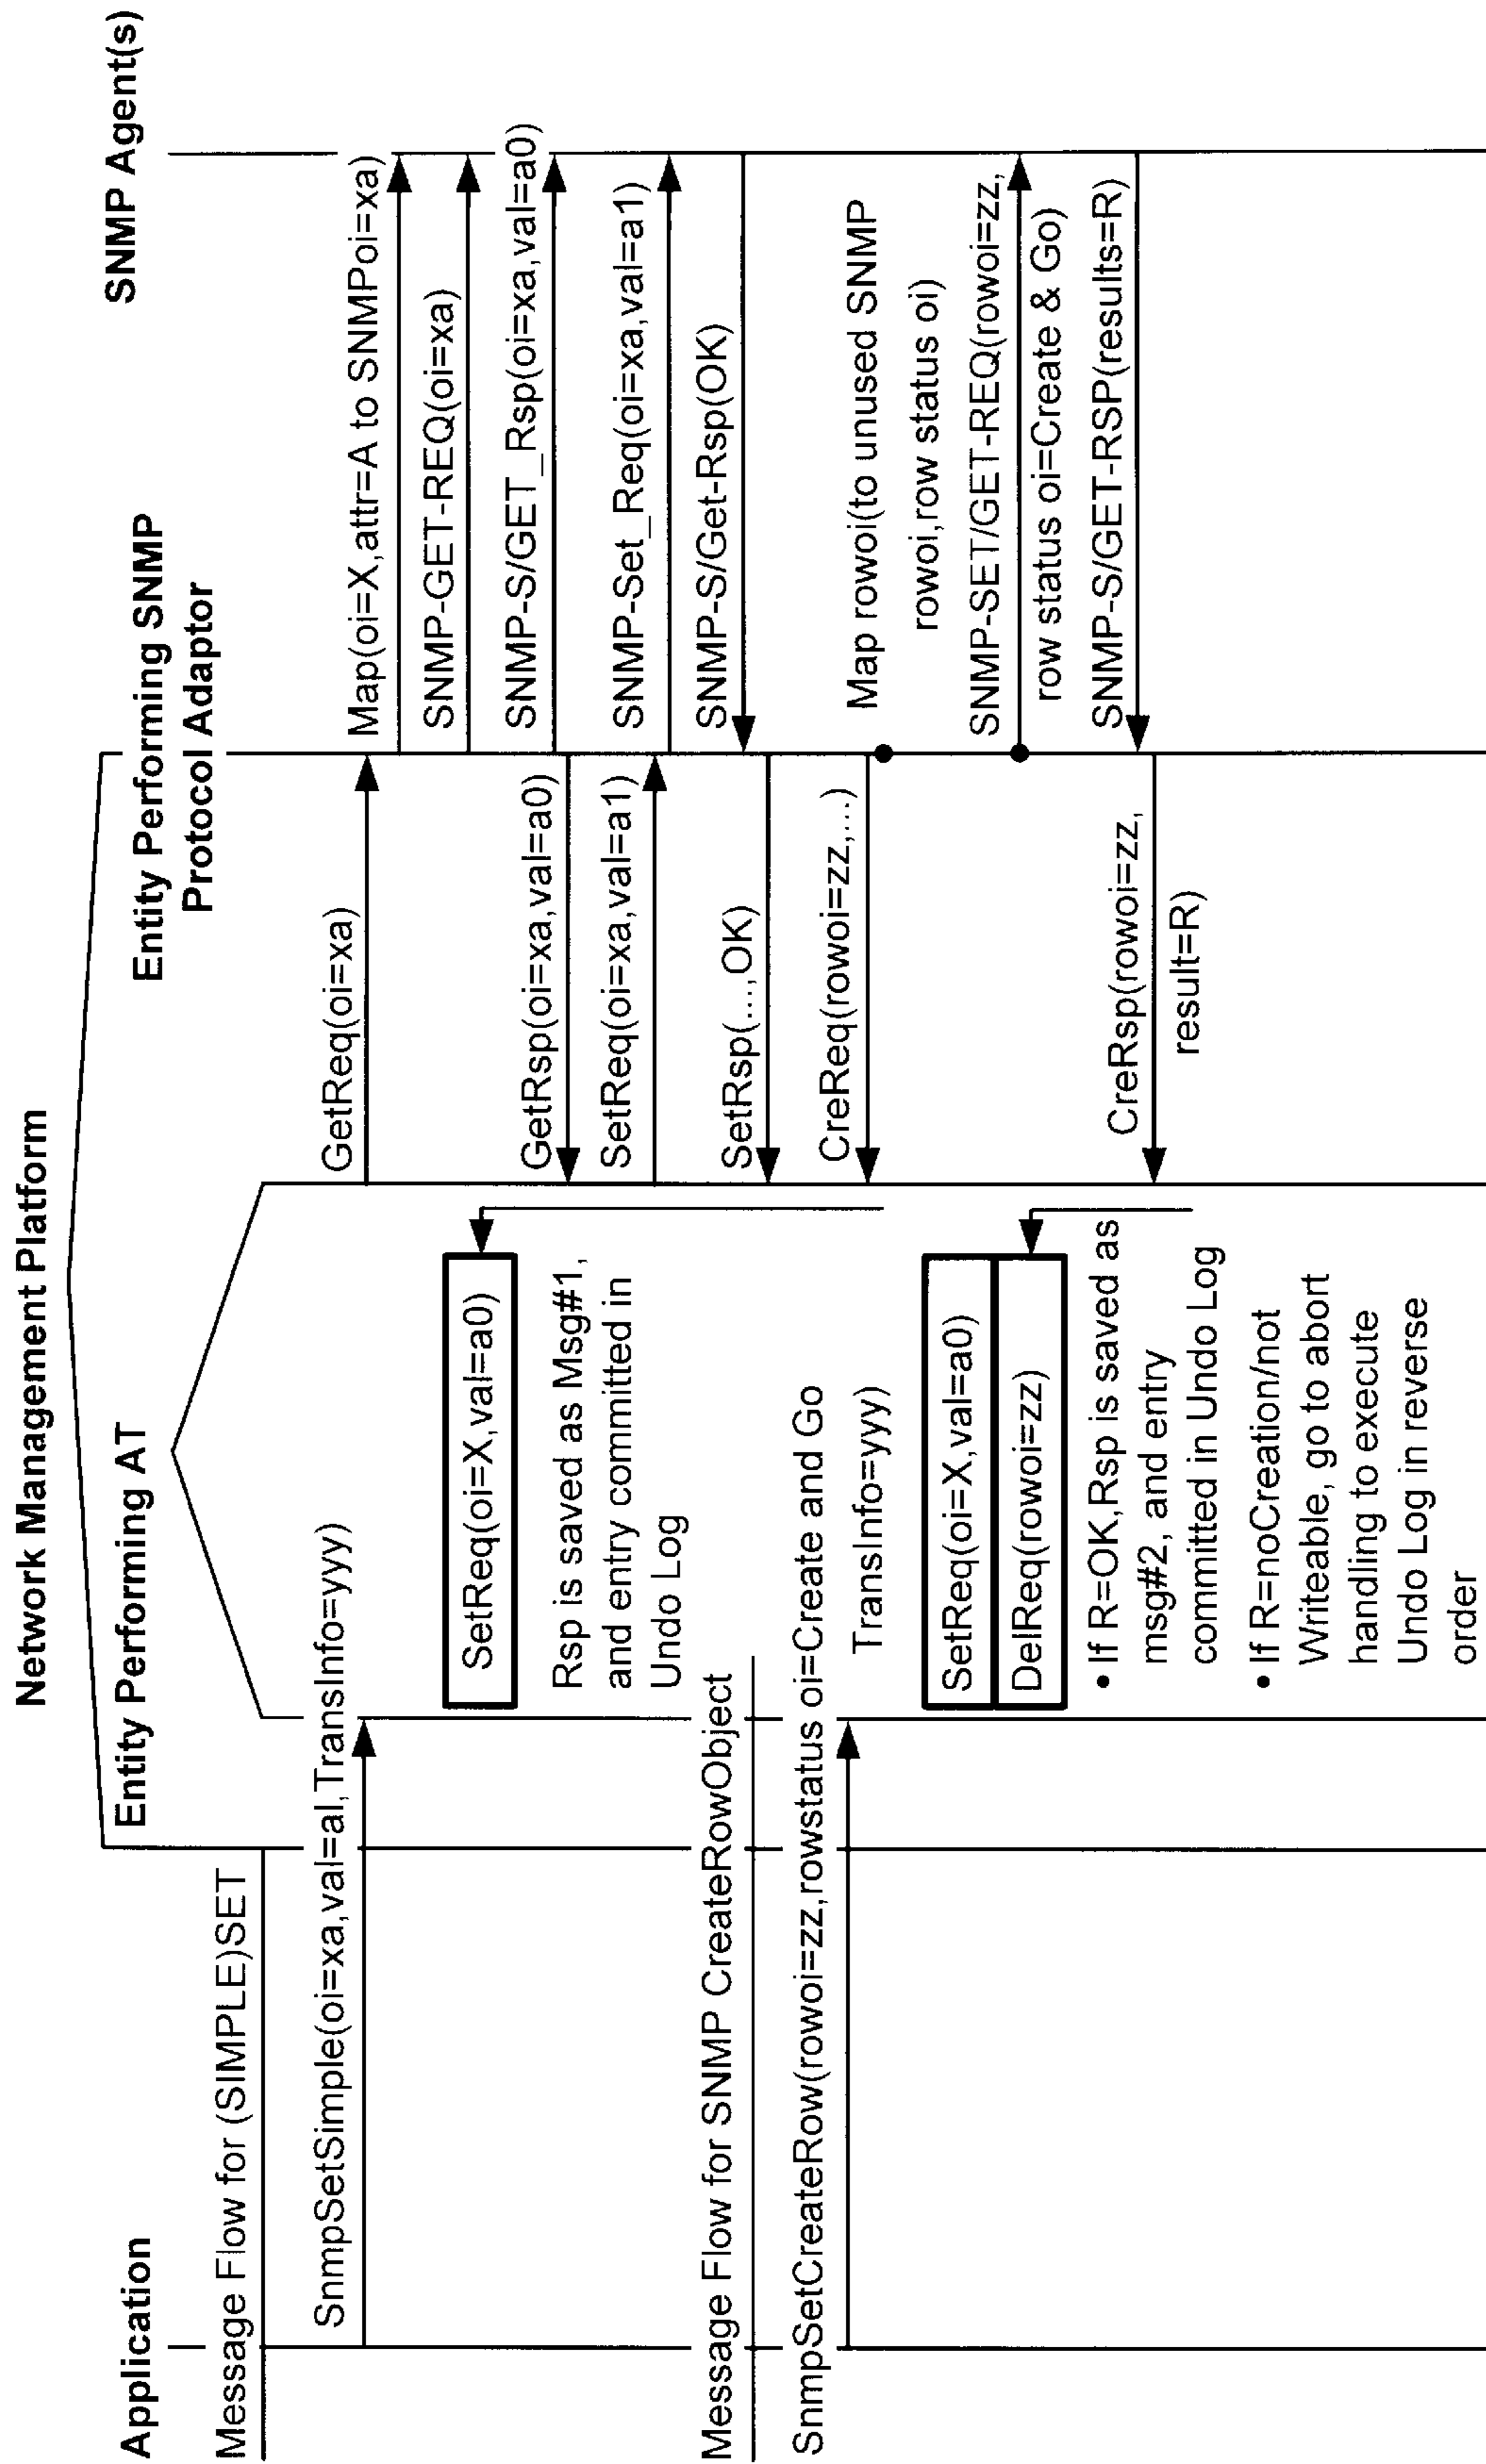 Network Management Platform
Application
Entity Performing AT
Entity Performing SNMP
Protocol Adaptor
SNMP Agent(s)
Message Flow for (SIMPLE)SET
SnmpSetSimple(oi=xa,val=al,TransInfo=yyy)
GetReq(oi=xa)
Map(oi=X,attr=A to SNMPoi=xa)
SNMP-GET-REQ(oi=xa)
SNMP-S/GET_Rsp(oi=xa,val=a0)
SetReq(oi=X,val=a0)
GetRsp(oi=xa,val=a0)
Rsp is saved as Msg#1,
and entry committed in
Undo Log
SetReq(oi=xa,val=a1)
SNMP-Set_Req(oi=xa,val=a1)
SNMP-S/Get-Rsp(OK)
SetRsp(....,OK)
Message Flow for SNMP CreateRowObject
SnmpSetCreateRow(rowoi=zz,rowstatus oi=Create and Go
TransInfo=yyy)
CreReq(rowoi=zz,...)
Map rowoi(to unused SNMP
rowoi,row status oi)
SNMP-SET/GET-REQ(rowoi=zz,
row status oi=Create & Go)
SetReq(oi=X,val=a0)
DelReq(rowoi=zz)
SNMP-S/GET-RSP(results=R)
CreRsp(rowoi=zz,
result=R)
• If R=OK,Rsp is saved as
msg#2, and entry
committed in Undo Log
• If R=noCreation/not
Writeable, go to abort
handling to execute
Undo Log in reverse
order